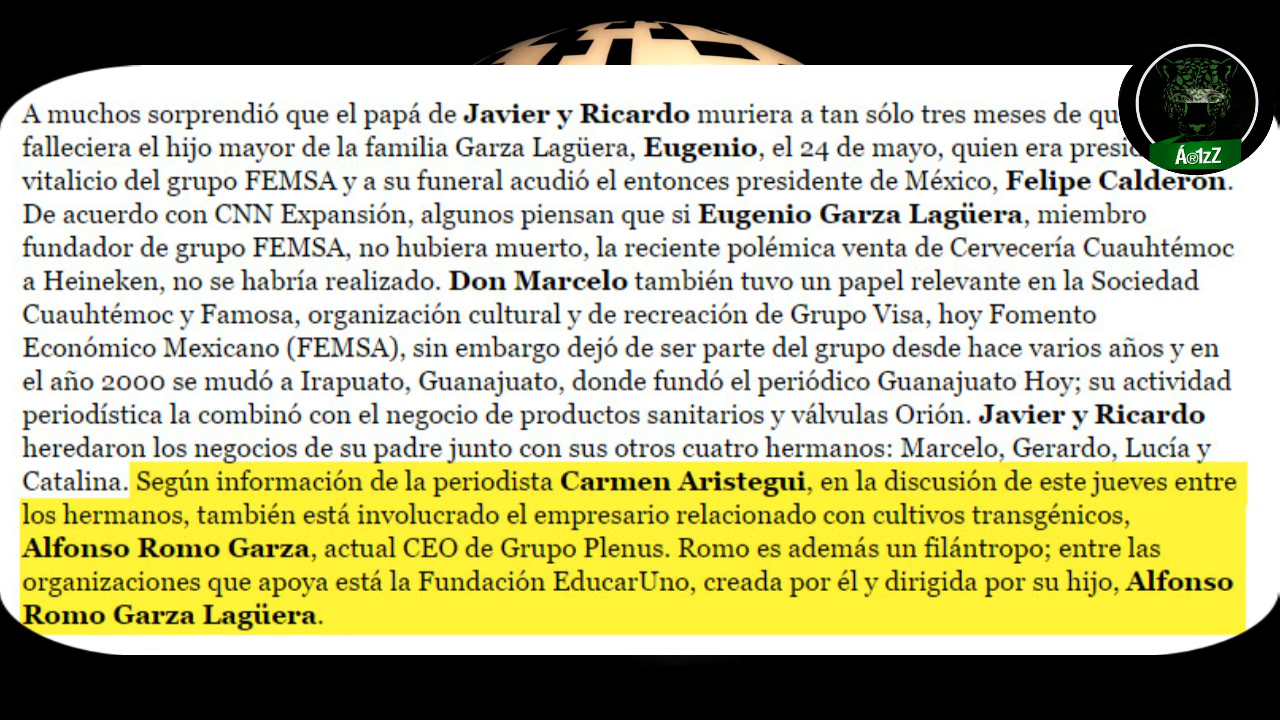 A muchos sorprendió que el papá de Javier y Ricardo muriera a tan sólo tres meses de
falleciera el hijo mayor de la familia Garza Lagüera, Eugenio, el 24 de mayo, quien era
vitalicio del grupo FEMSA y a su funeral acudió el entonces presidente de México, Felipe Calderón.
De acuerdo con CNN Expansión, algunos piensan que si Eugenio Garza Lagüera, miembro
fundador de grupo FEMSA, no hubiera muerto, la reciente polémica venta de Cervecería Cuauhtémoc
a Heineken, no se habría realizado. Don Marcelo también tuvo un papel relevante en la Sociedad
Cuauhtémoc y Famosa, organización cultural y de recreación de Grupo Visa, hoy Fomento
Económico Mexicano (FEMSA), sin embargo dejó de ser parte del grupo desde hace varios años y en
el año 2000 se mudó a Irapuato, Guanajuato, donde fundó el periódico Guanajuato Hoy; su actividad
periodística la combinó con el negocio de productos sanitarios y válvulas Orión. Javier y Ricardo
heredaron los negocios de su padre junto con sus otros cuatro hermanos: Marcelo, Gerardo, Lucía y
Catalina. Según información de la periodista Carmen Aristegui, en la discusión de este jueves entre
los hermanos, también está involucrado el empresario relacionado con cultivos transgénicos,
Alfonso Romo Garza, actual CEO de Grupo Plenus. Romo es además un filántropo; entre las
organizaciones que apoya está la Fundación EducarUno, creada por él y dirigida por su hijo, Alfonso
Romo Garza Lagüera.
Á®1zZ